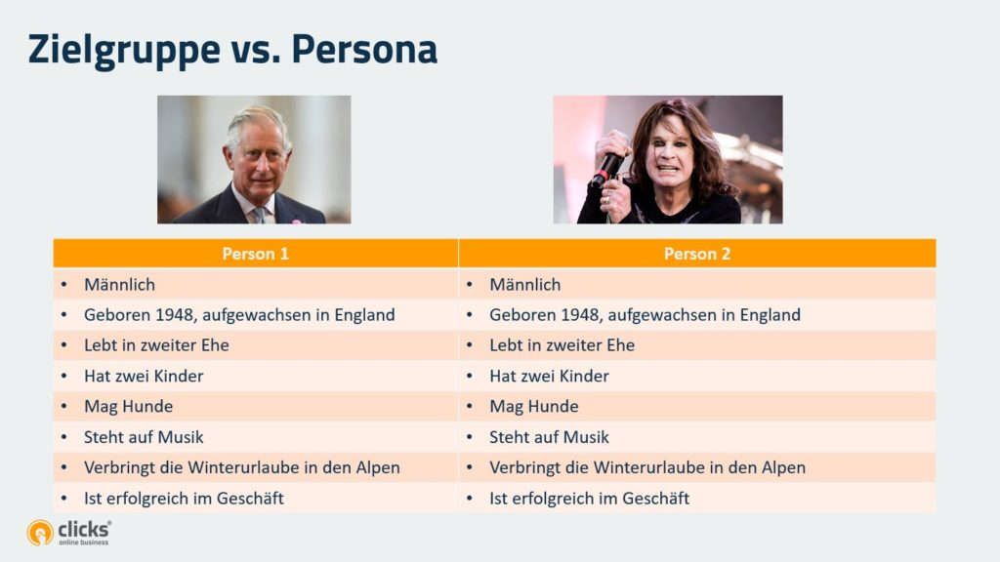 Zielgruppe vs. Persona
Person 1 Person 2
• Männlich • Männlich
• Geboren 1948, aufgewachsen in England • Geboren 1948, aufgewachsen in England
• Lebt in zweiter Ehe • Lebt in zweiter Ehe
• Hat zwei Kinder • Hat zwei Kinder
• Mag Hunde • Mag Hunde
• Steht auf Musik • Steht auf Musik
• Verbringt die Winterurlaube in den Alpen • Verbringt die Winterurlaube in den Alpen
• Ist erfolgreich im Geschäft • Ist erfolgreich im Geschäft
clicks®
online business